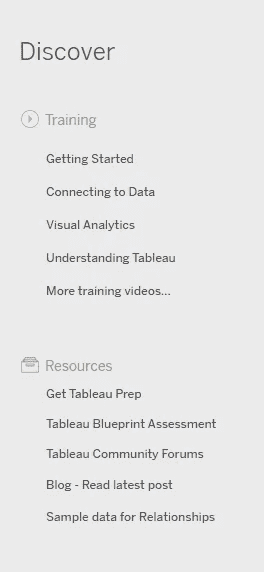 Discover
Training
Getting Started
Connecting to Data
Visual Analytics
Understanding Tableau
More training videos...
Resources
Get Tableau Prep
Tableau Blueprint Assessment
Tableau Community Forums
Blog - Read latest post
Sample data for Relationships